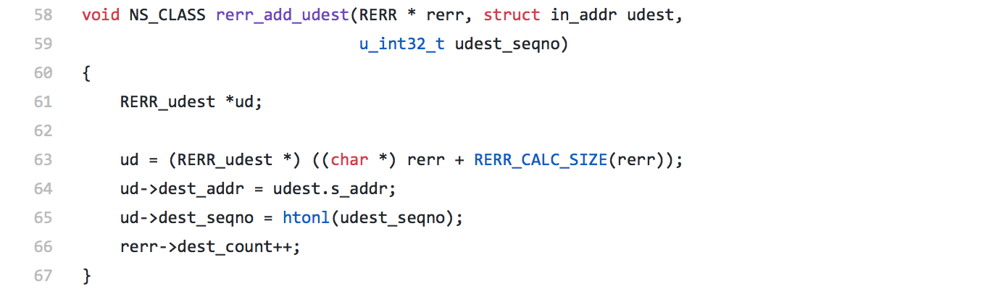 58 void NS_CLASS rerr_add_udest(RERR * rerr, struct in_addr udest,
59 u_int32_t udest_seqno)
60 {
61 RERR_udest *ud;
62
63 ud = (RERR_udest *) ((char *) rerr + RERR_CALC_SIZE(rerr));
64 ud->dest_addr = udest.s_addr;
65 ud->dest_seqno = htonl(udest_seqno);
66 rerr->dest_count++;
67 }